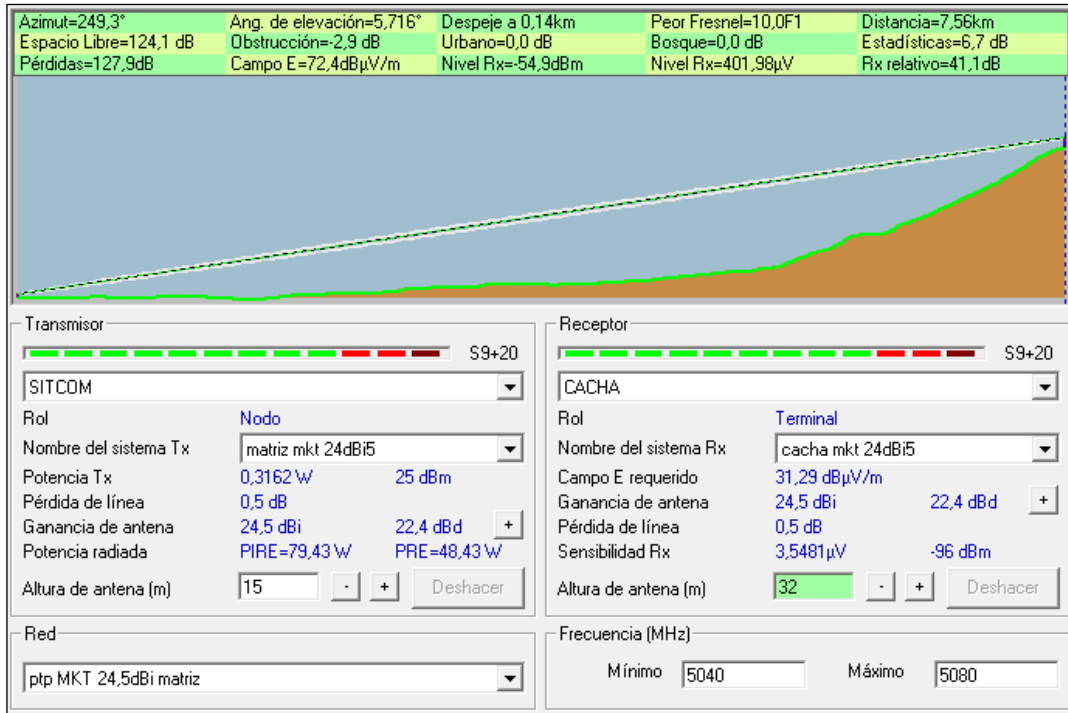 Azimut=249,3° Ang. de elevación=5,716° Despeje a 0,14km Peor Fresnel=10,0F1 Distancia=7,56km
Espacio Libre=124,1 dB Obstrucción=-2,9 dB Urbano=0,0 dB Bosque=0,0 dB Estadísticas=6,7 dB
Pérdidas=127,9dB Campo E=72,4dBµV/m Nivel Rx=-54,9dBm Nivel Rx=401,98µV Rx relativo=41,1dB
Transmisor
S9+20
SITCOM
Rol Nodo
Nombre del sistema Tx matriz mkt 24dBi5
Potencia Tx 0,3162 W 25 dBm
Pérdida de línea 0,5 dB
Ganancia de antena 24,5 dBi 22,4 dBd +
Potencia radiada PIRE=79,43 W PRE=48,43 W
Altura de antena (m) 15 - + Deshacer
Receptor
S9+20
CACHA
Rol Terminal
Nombre del sistema Rx cacha mkt 24dBi5
Campo E requerido 31,29 dBµV/m
Ganancia de antena 24,5 dBi 22,4 dBd +
Pérdida de línea 0,5 dB
Sensibilidad Rx 3,5481µV -96 dBm
Altura de antena (m) 32 - + Deshacer
Red
ptp MKT 24,5dBi matriz
Frecuencia (MHz)
Mínimo 5040 Máximo 5080